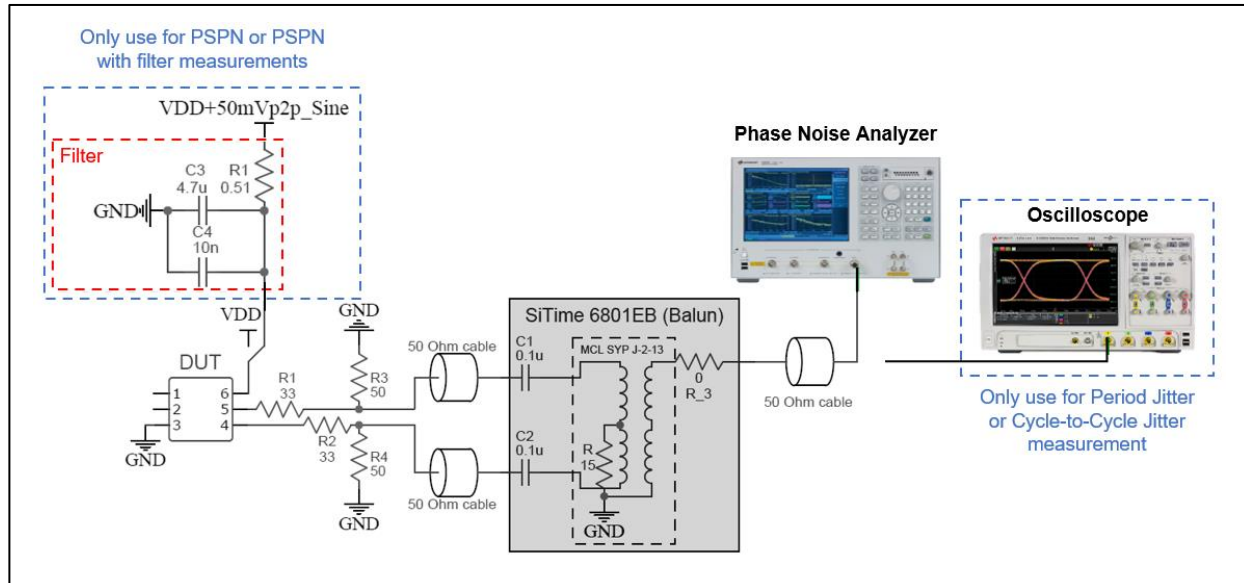 Only use for PSPN or PSPN
with filter measurements
VDD+50mVp2p_Sine
Filter
C3
4.7u
R1
0.51
GND
C4
10n
VDD
DUT
1
2
3
6
5
4
GND
R1
33
R2
33
GND
R3
50
R4
50
GND
50 Ohm cable
50 Ohm cable
SiTime 6801EB (Balun)
C1
0.1u
C2
0.1u
MCL SYP J-2-13
R
15
GND
0
R_3
50 Ohm cable
Phase Noise Analyzer
Oscilloscope
Only use for Period Jitter
or Cycle-to-Cycle Jitter
measurement